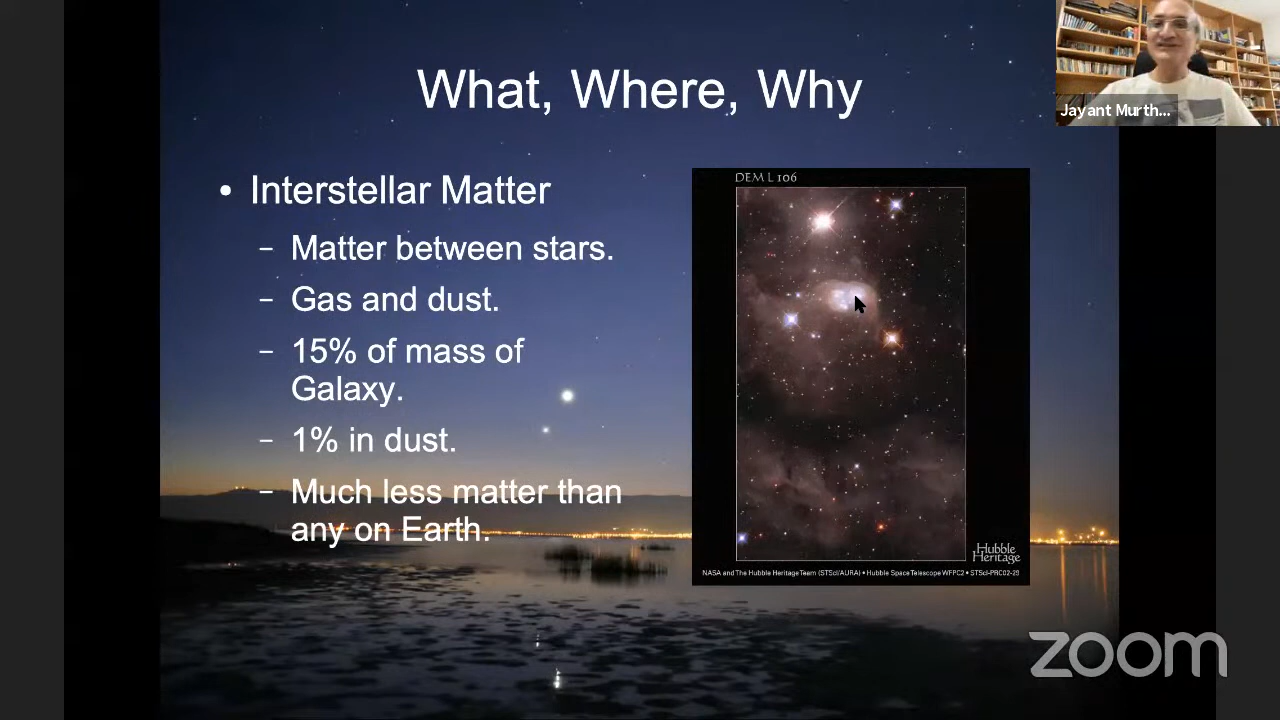 What, Where, Why
Jayant Murth...
• Interstellar Matter
– Matter between stars.
– Gas and dust.
– 15% of mass of
Galaxy.
– 1% in dust.
– Much less matter than
any on Earth.
DEM L 106
Hubble
Heritage
NASA and The Hubble Heritage Team (STScI/AURA) • Hubble Space Telescope WFPC2 • STScI-PRC02-29
zoom